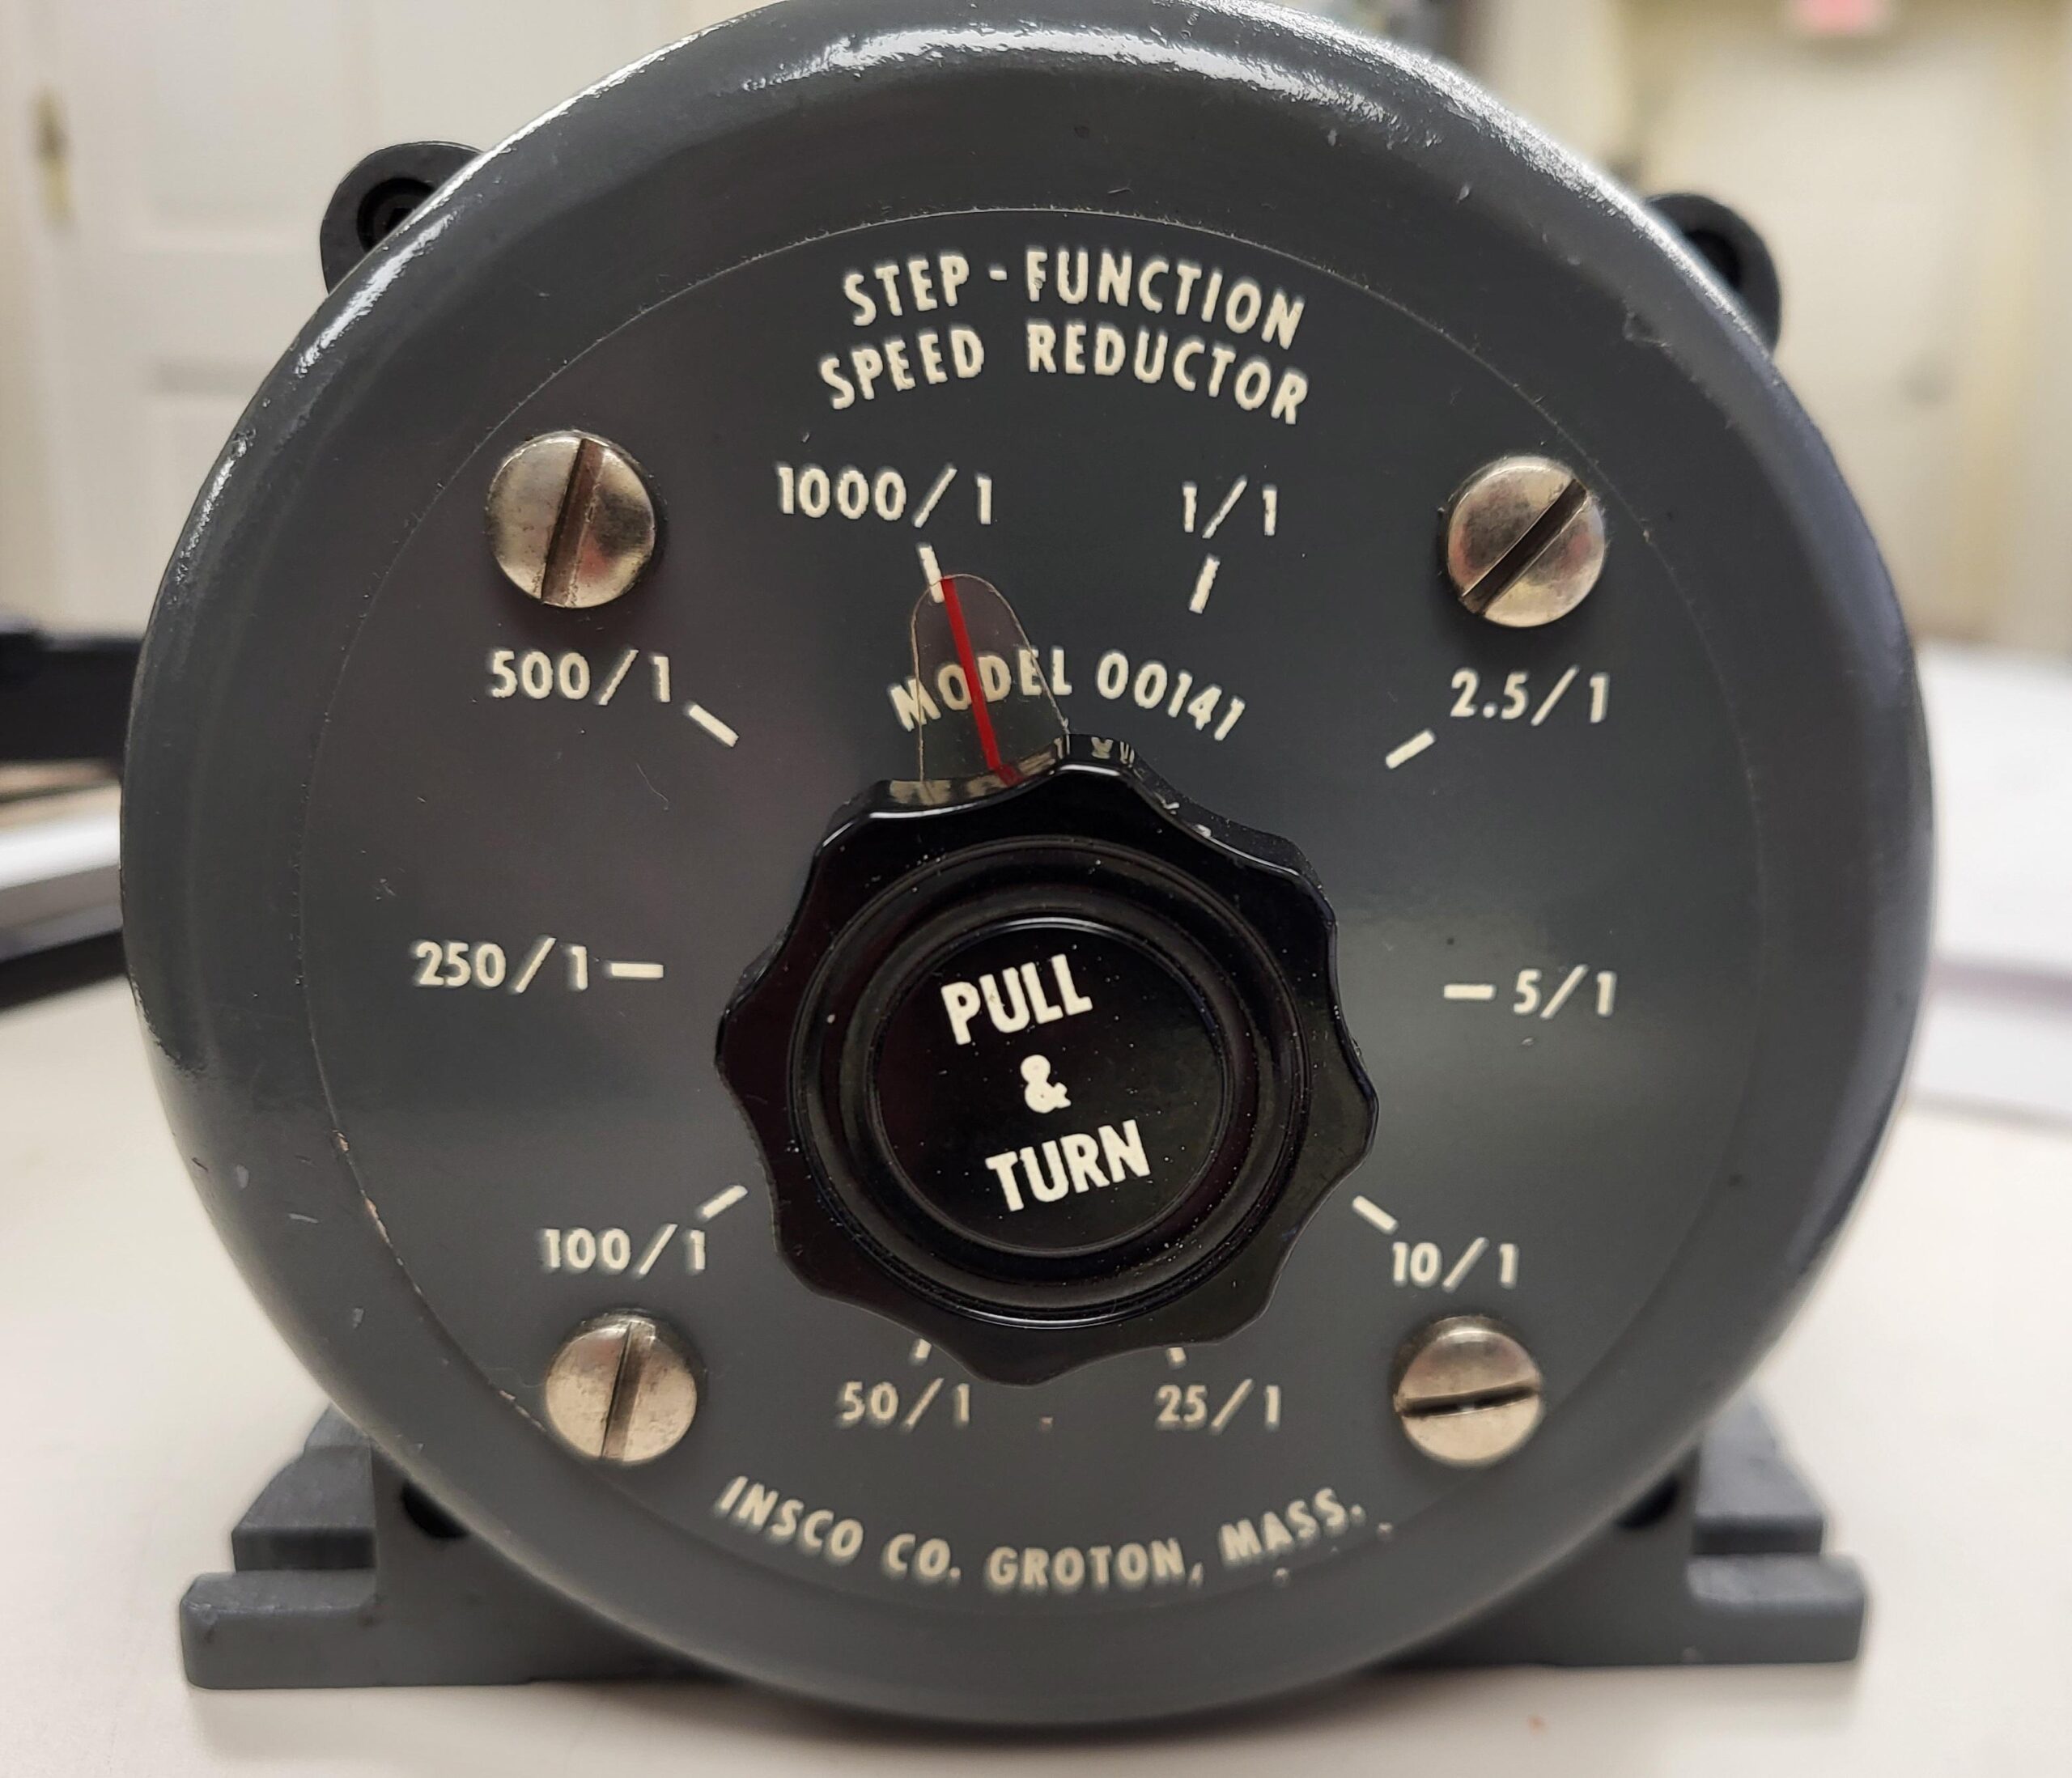 STEP-FUNCTION
SPEED REDUCTOR
1000/1
1/1
500/1
MODEL 00141
2.5/1
250/1
5/1
PULL
&
TURN
100/1
10/1
50/1
25/1
INSCO CO. GROTON, MASS.